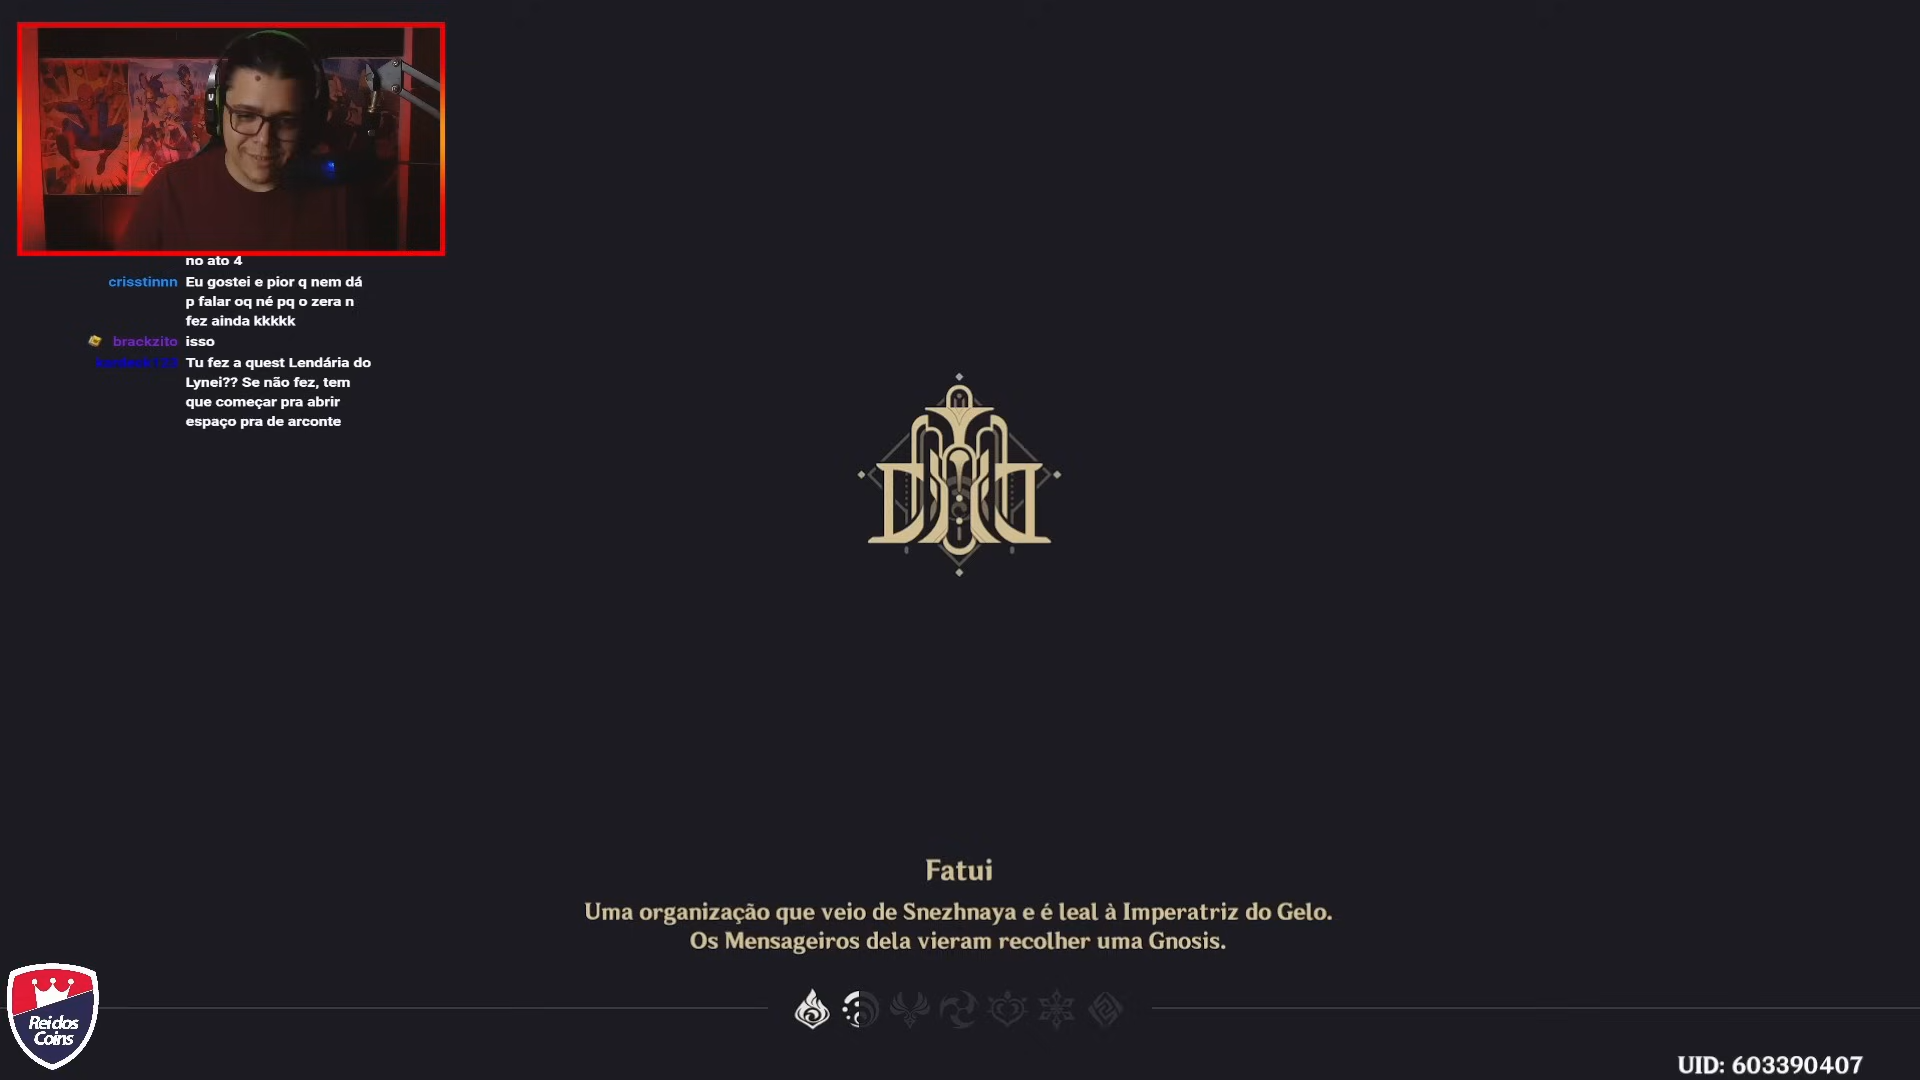 no ato 4
crisstinnn Eu gostei e pior q nem dá
p falar oq né pq o zera n
fez ainda kkkkk
brackzito isso
Tu fez a quest Lendária do
Lynei?? Se não fez, tem
que começar pra abrir
espaço pra de arconte
Fatui
Uma organização que veio de Snezhnaya e é leal à Imperatriz do Gelo.
Os Mensageiros dela vieram recolher uma Gnosis.
Rei dos
Coins
UID: 603390407